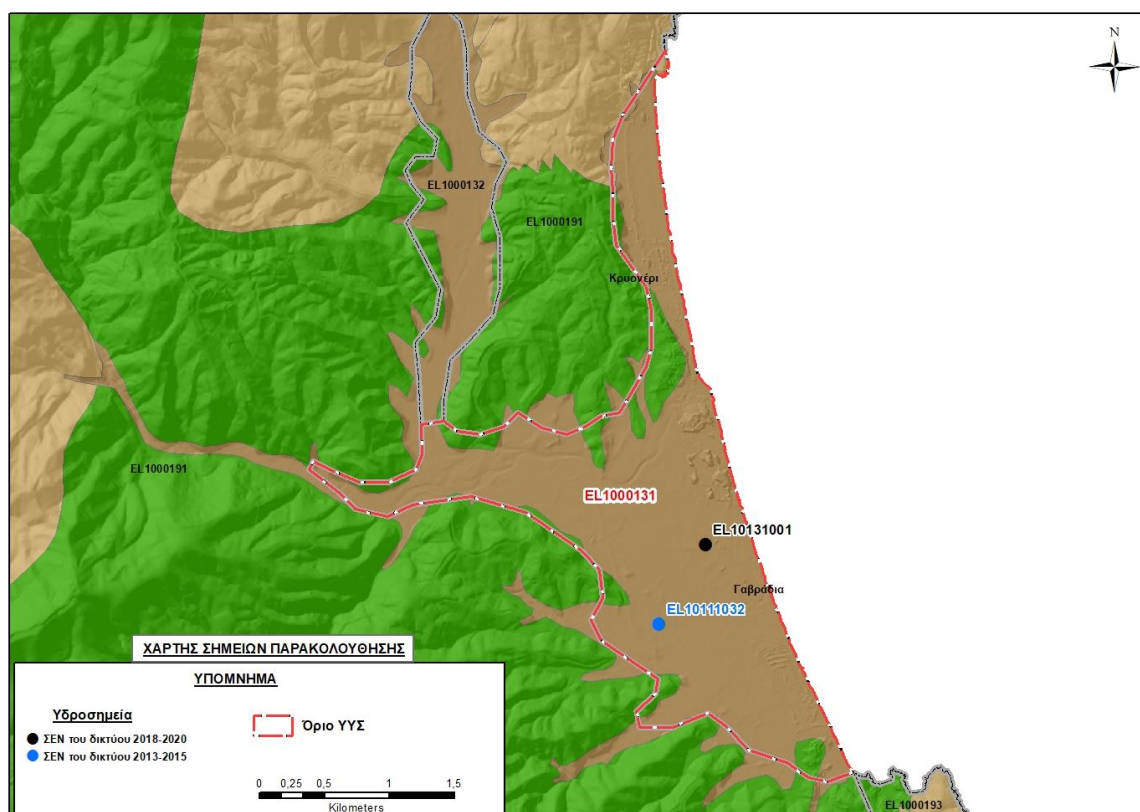 N
EL1000132
EL1000191
Κρυονέρι
EL1000191
EL1000131
EL10131001
Γαβράδια
EL10111032
ΧΑΡΤΗΣ ΣΗΜΕΙΩΝ ΠΑΡΑΚΟΛΟΥΘΗΣΗΣ
ΥΠΟΜΝΗΜΑ
Υδροσημεία
Όριο ΥΥΣ
ΣΕΝ του δικτύου 2018-2020
ΣΕΝ του δικτύου 2013-2015
0 0,25 0,5 1 1,5
Kilometers
EL1000193